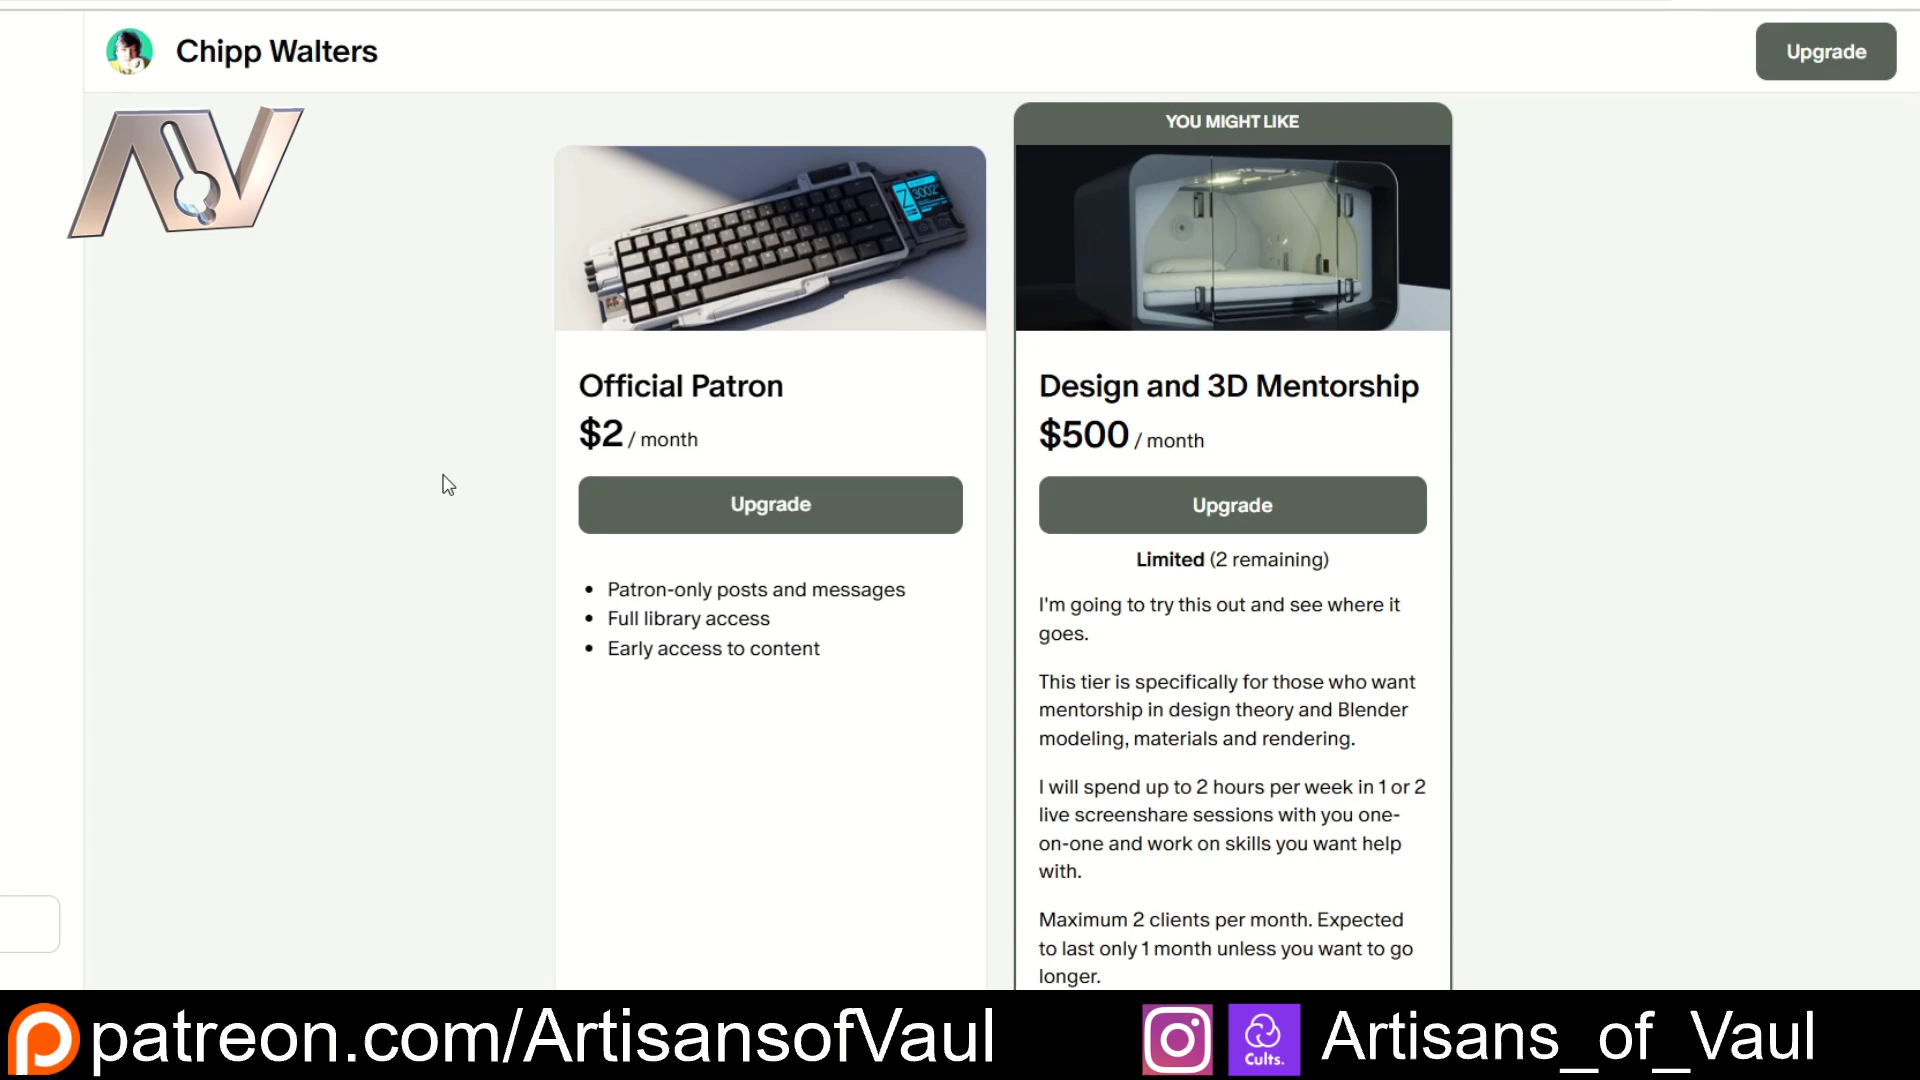 Chipp Walters
Upgrade
AV
YOU MIGHT LIKE
Z
3002
Official Patron
$2 / month
Upgrade
• Patron-only posts and messages
• Full library access
• Early access to content
Design and 3D Mentorship
$500 / month
Upgrade
Limited (2 remaining)
I'm going to try this out and see where it
goes.
This tier is specifically for those who want
mentorship in design theory and Blender
modeling, materials and rendering.
I will spend up to 2 hours per week in 1 or 2
live screenshare sessions with you one-
on-one and work on skills you want help
with.
Maximum 2 clients per month. Expected
to last only 1 month unless you want to go
longer.
patreon.com/ArtisansofVaul
Cults.
Artisans_of_Vaul